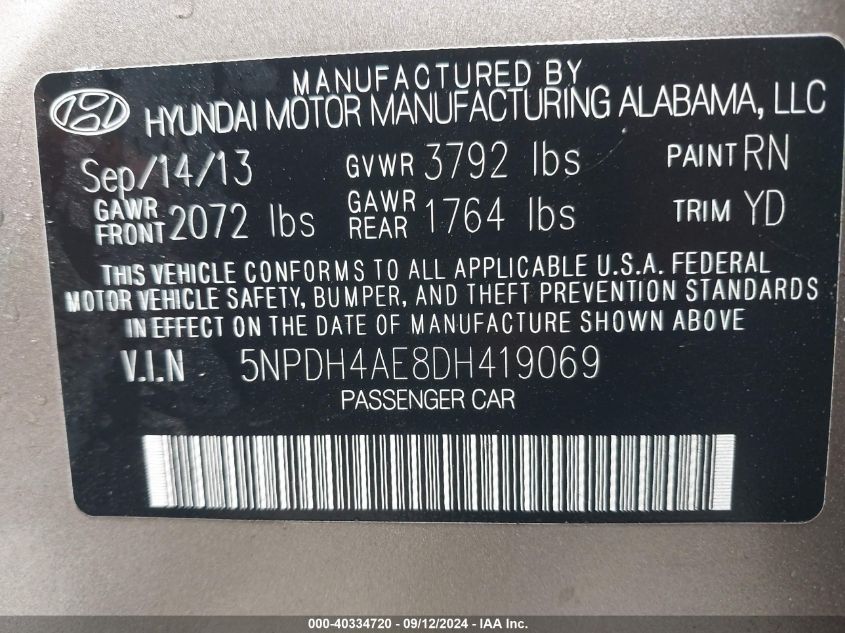 MANUFACTURED BY
HYUNDAI MOTOR MANUFACTURING ALABAMA, LLC
Sep/14/13 GVWR 3792 lbs PAINT RN
GAWR FRONT 2072 lbs GAWR REAR 1764 lbs TRIM YD
THIS VEHICLE CONFORMS TO ALL APPLICABLE U.S.A. FEDERAL
MOTOR VEHICLE SAFETY, BUMPER, AND THEFT PREVENTION STANDARDS
IN EFFECT ON THE DATE OF MANUFACTURE SHOWN ABOVE.
V.I.N 5NPDH4AE8DH419069
PASSENGER CAR
000-40334720 - 09/12/2024 - IAA Inc.